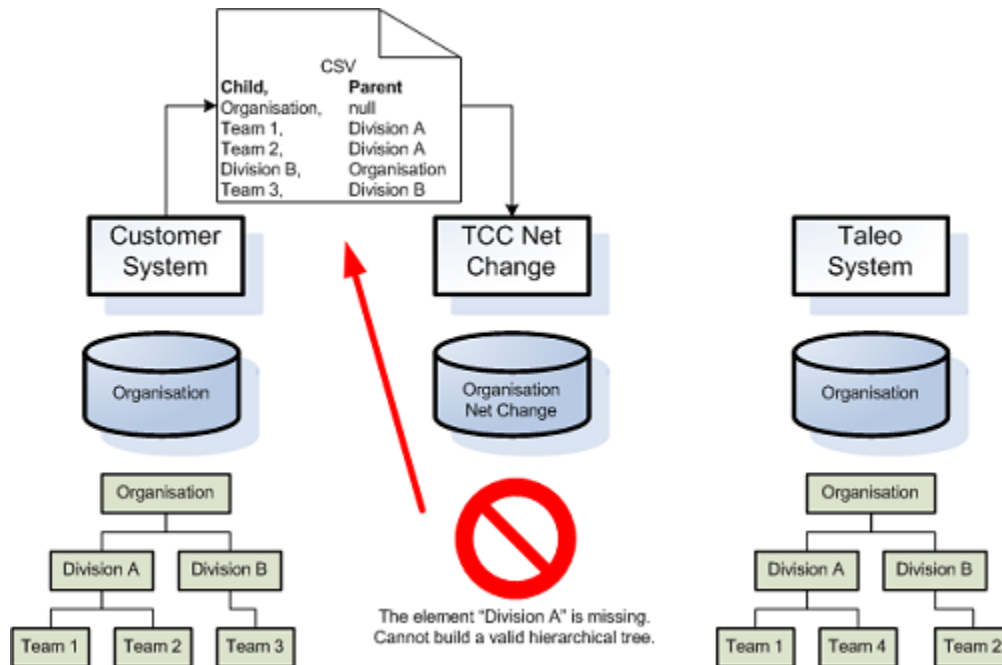 CSV
Child, Parent
Organisation, null
Team 1, Division A
Team 2, Division A
Division B, Organisation
Team 3, Division B
Customer
System
TCC Net
Change
Taleo
System
Organisation
Organisation
Net Change
Organisation
Organisation
Division A
Division B
Team 1
Team 2
Team 3
The element "Division A" is missing.
Cannot build a valid hierarchical tree.
Organisation
Division A
Division B
Team 1
Team 4
Team 2